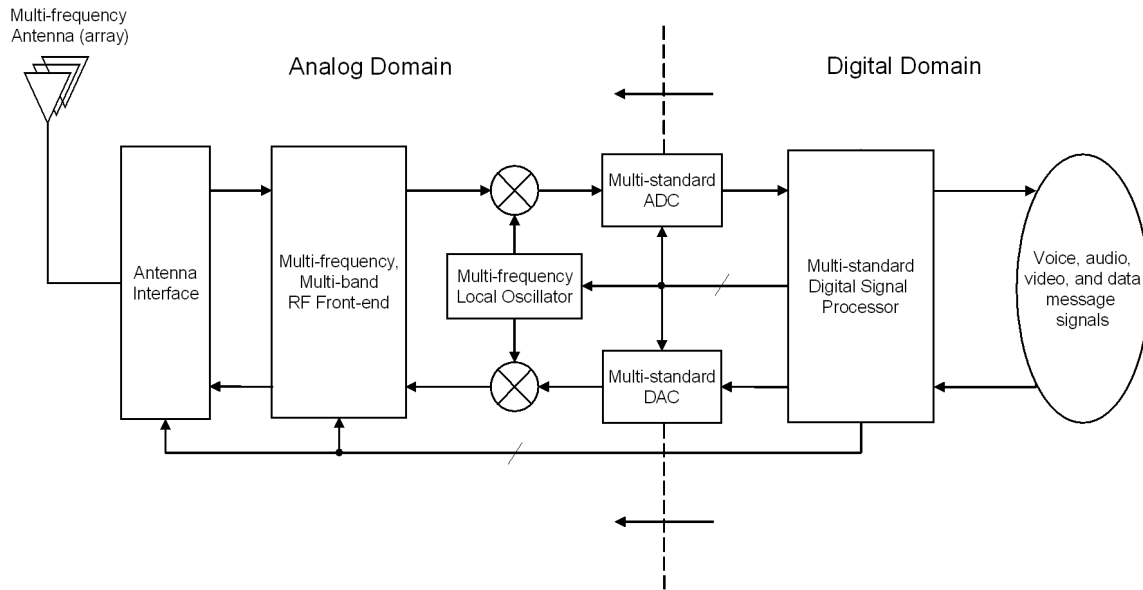 Multi-frequency
Antenna (array)
Analog Domain
Digital Domain
Antenna
Interface
Multi-frequency,
Multi-band
RF Front-end
Multi-frequency
Local Oscillator
Multi-standard
ADC
Multi-standard
DAC
Multi-standard
Digital Signal
Processor
Voice, audio,
video, and data
message
signals